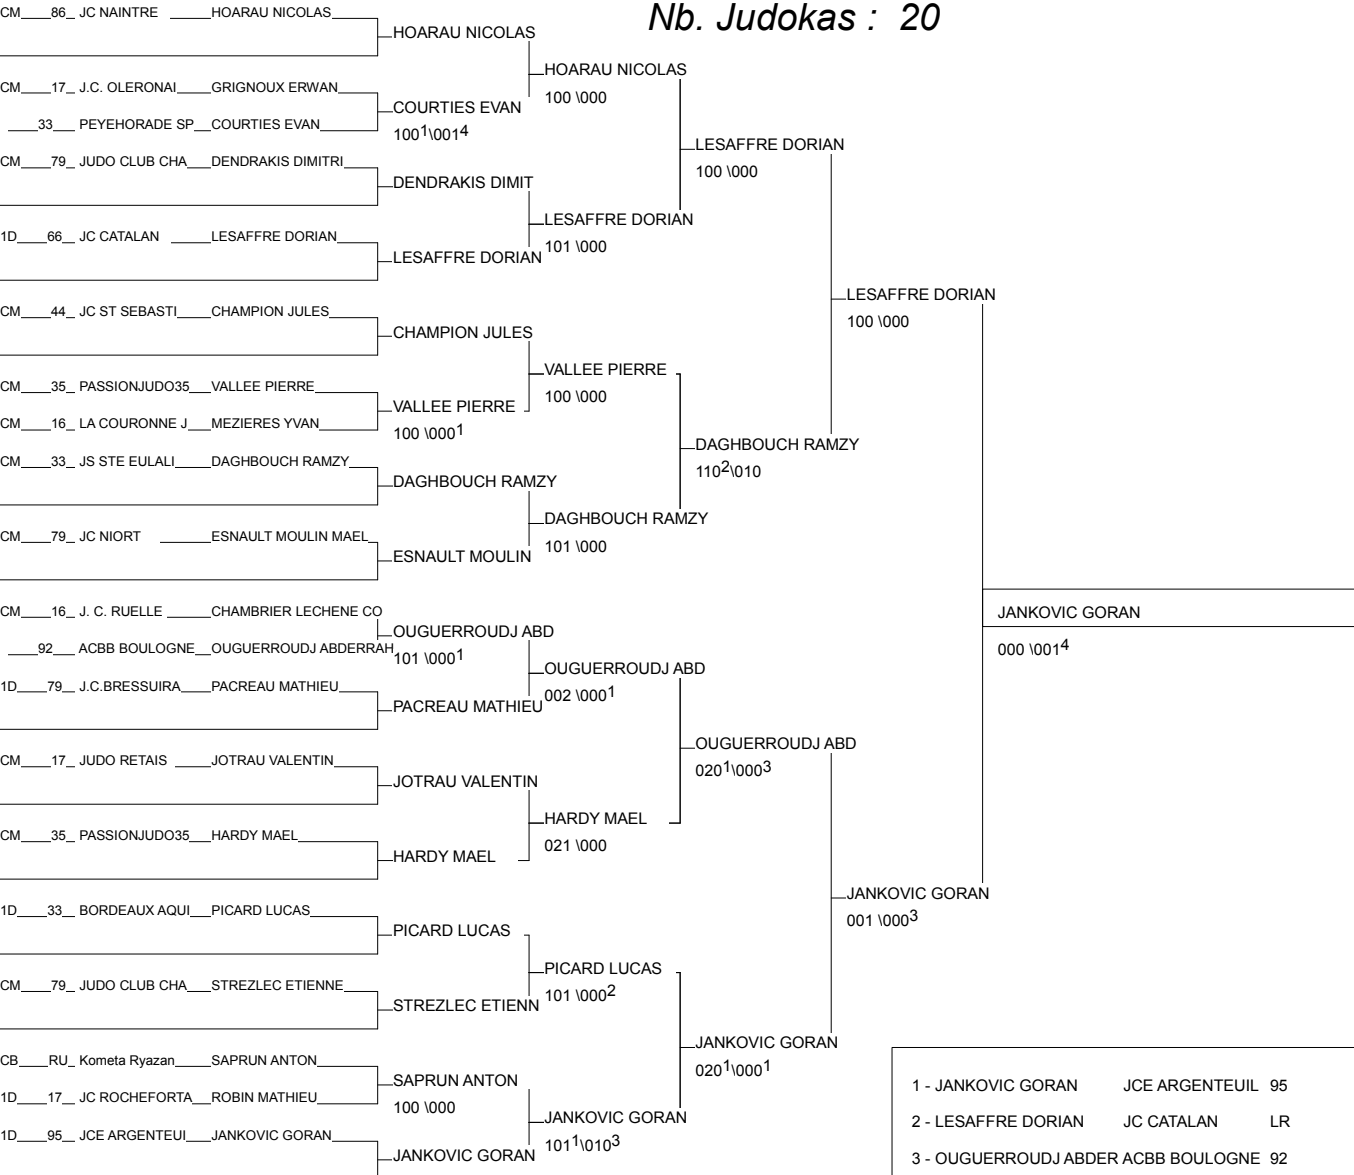 Nb. Judokas :  20
CM 86 JC NAINTRE HOARAU NICOLAS
HOARAU NICOLAS
HOARAU NICOLAS
100 \000
CM 17 J.C. OLERONAI GRIGNOUX ERWAN
COURTIES EVAN
100¹\001⁴
33 PEYEHORADE SP COURTIES EVAN
LESAFFRE DORIAN
100 \000
CM 79 JUDO CLUB CHA DENDRAKIS DIMITRI
DENDRAKIS DIMIT
LESAFFRE DORIAN
101 \000
1D 66 JC CATALAN LESAFFRE DORIAN
LESAFFRE DORIAN
LESAFFRE DORIAN
100 \000
CM 44 JC ST SEBASTI CHAMPION JULES
CHAMPION JULES
VALLEE PIERRE
100 \000
CM 35 PASSIONJUDO35 VALLEE PIERRE
VALLEE PIERRE
100 \000¹
CM 16 LA COURONNE J MEZIERES YVAN
DAGHBOUCH RAMZY
110²\010
CM 33 JS STE EULALI DAGHBOUCH RAMZY
DAGHBOUCH RAMZY
DAGHBOUCH RAMZY
101 \000
CM 79 JC NIORT ESNAULT MOULIN MAEL
ESNAULT MOULIN
CM 16 J. C. RUELLE CHAMBRIER LECHENE CO
JANKOVIC GORAN
000 \001⁴
OUGUERROUDJ ABD
101 \000¹
92 ACBB BOULOGNE OUGUERROUDJ ABDERRAH
OUGUERROUDJ ABD
002 \000¹
1D 79 J.C.BRESSUIRA PACREAU MATHIEU
PACREAU MATHIEU
OUGUERROUDJ ABD
020¹\000³
CM 17 JUDO RETAIS JOTRAU VALENTIN
JOTRAU VALENTIN
HARDY MAEL
021 \000
CM 35 PASSIONJUDO35 HARDY MAEL
HARDY MAEL
JANKOVIC GORAN
001 \000³
1D 33 BORDEAUX AQUI PICARD LUCAS
PICARD LUCAS
PICARD LUCAS
101 \000²
CM 79 JUDO CLUB CHA STREZLEC ETIENNE
STREZLEC ETIENN
JANKOVIC GORAN
020¹\000¹
CB RU Kometa Ryazan SAPRUN ANTON
SAPRUN ANTON
100 \000
1D 17 JC ROCHEFORTA ROBIN MATHIEU
JANKOVIC GORAN
101¹\010³
1D 95 JCE ARGENTEUI JANKOVIC GORAN
JANKOVIC GORAN
1 - JANKOVIC GORAN JCE ARGENTEUIL 95
2 - LESAFFRE DORIAN JC CATALAN LR
3 - OUGUERROUDJ ABDER ACBB BOULOGNE 92